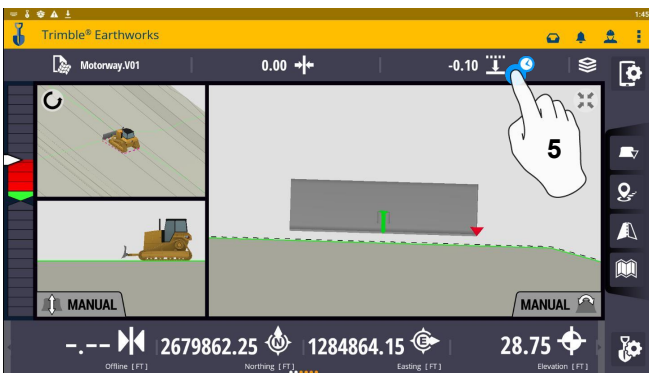 1:45
Trimble® Earthworks
Motorway.V01 0.00 -0.10
5
MANUAL MANUAL
-.-- 2679862.25 N 1284864.15 E 28.75
Offline [FT] Northing [FT] Easting [FT] Elevation [FT]